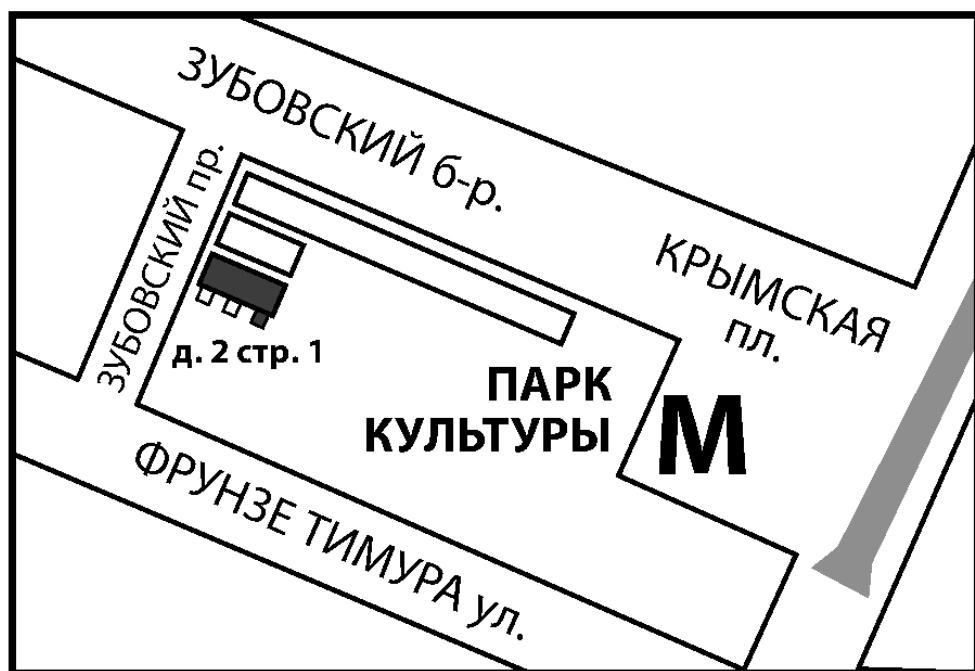 ЗУБОВСКИЙ б-р.
ЗУБОВСКИЙ пр.
КРЫМСКАЯ
пл.
д. 2 стр. 1
ПАРК
КУЛЬТУРЫ
М
ФРУНЗЕ ТИМУРА ул.